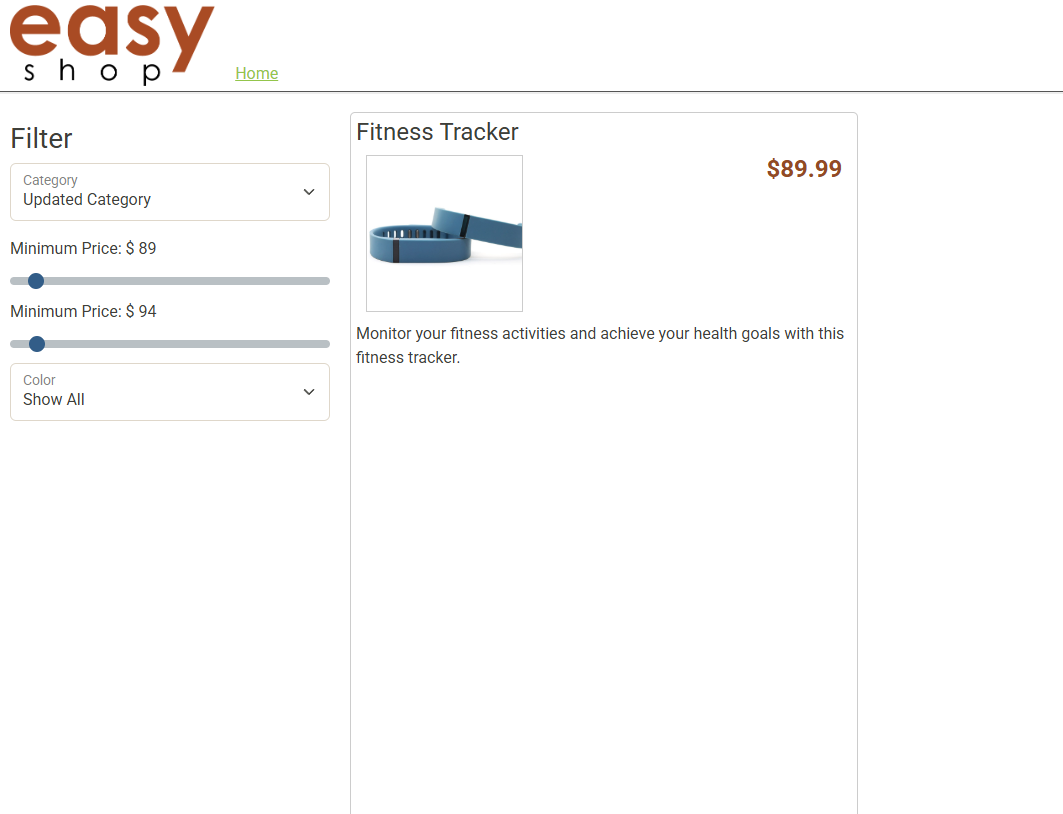 easy
shop
Home
Filter
Category
Updated Category
Minimum Price: $ 89
Minimum Price: $ 94
Color
Show All
Fitness Tracker
$89.99
Monitor your fitness activities and achieve your health goals with this
fitness tracker.